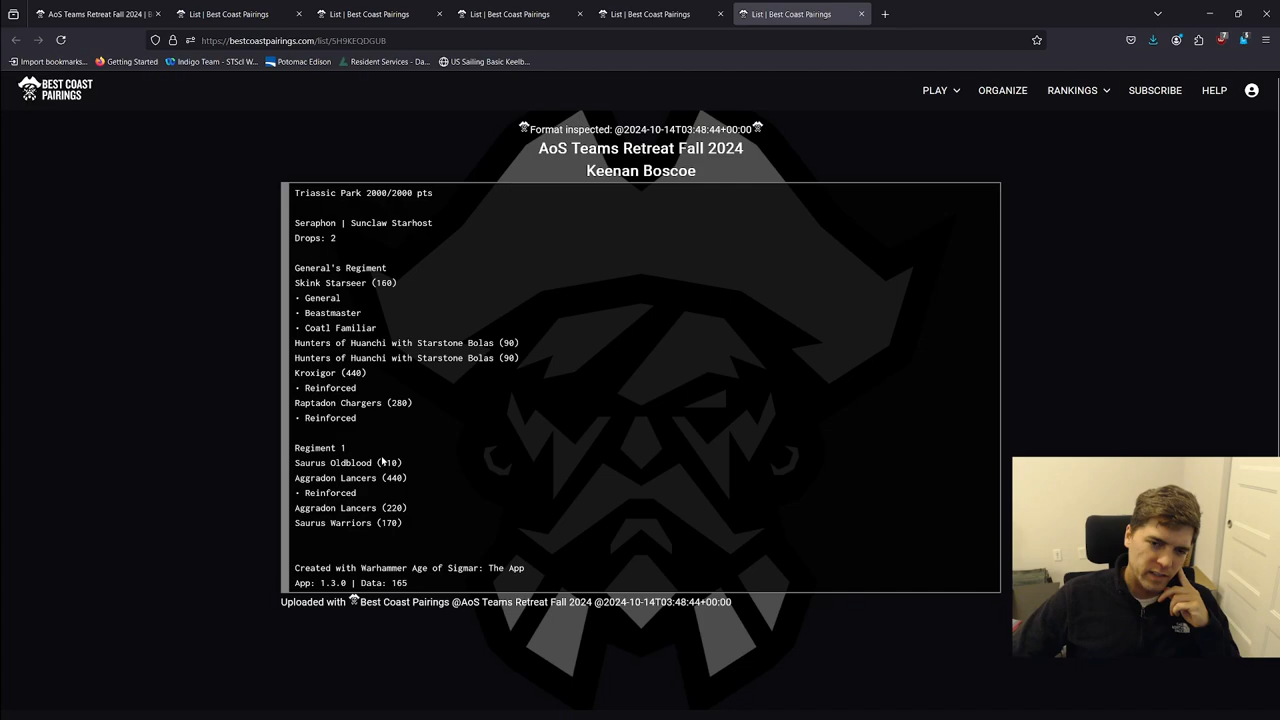 AoS Teams Retreat Fall 2024 | B
List | Best Coast Pairings
List | Best Coast Pairings
List | Best Coast Pairings
List | Best Coast Pairings
List | Best Coast Pairings
https://bestcoastpairings.com/list/5H9KEQDGUB
Import bookmarks...
Getting Started
Indigo Team - STScI W...
Potomac Edison
Resident Services - Da...
US Sailing Basic Keelb...
BEST COAST
PAIRINGS
PLAY
ORGANIZE
RANKINGS
SUBSCRIBE
HELP
Format inspected: @2024-10-14T03:48:44+00:00
AoS Teams Retreat Fall 2024
Keenan Boscoe
Triassic Park 2000/2000 pts
Seraphon | Sunclaw Starhost
Drops: 2
General's Regiment
Skink Starseer (160)
• General
• Beastmaster
• Coatl Familiar
Hunters of Huanchi with Starstone Bolas (90)
Hunters of Huanchi with Starstone Bolas (90)
Kroxigor (440)
• Reinforced
Raptadon Chargers (280)
• Reinforced
Regiment 1
Saurus Oldblood
Aggradon Lancers (440)
• Reinforced
Aggradon Lancers (220)
Saurus Warriors (170)
Created with Warhammer Age of Sigmar: The App
App: 1.3.0 | Data: 165
Uploaded with Best Coast Pairings @AoS Teams Retreat Fall 2024 @2024-10-14T03:48:44+00:00